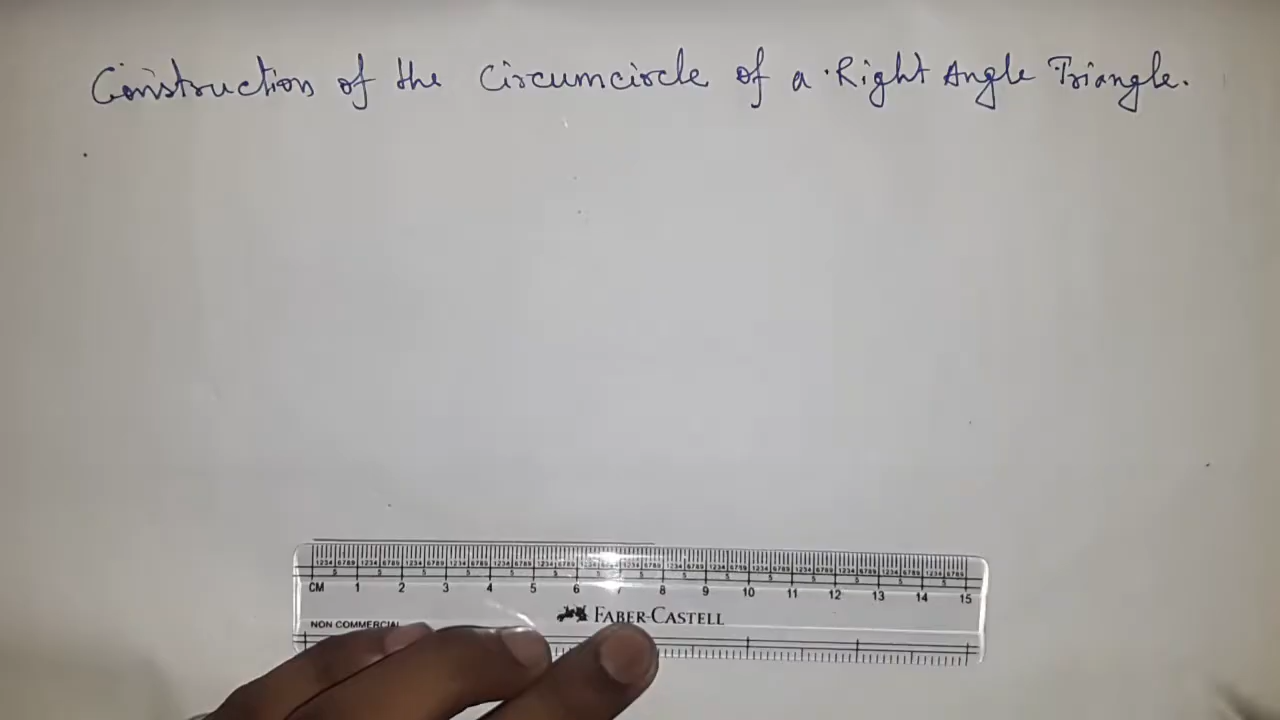 Construction of the Circumcircle of a Right Angle Triangle.
CM 1 2 3 4 5 6 7 8 9 10 11 12 13 14 15
FABER-CASTELL
NON COMMERCIAL